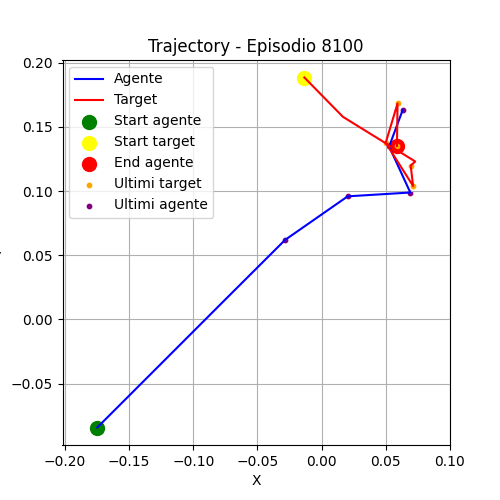 Trajectory - Episodio 8100
Agente
Target
Start agente
Start target
End agente
Ultimi target
Ultimi agente
0.20
0.15
0.10
0.05
0.00
−0.05
−0.20 −0.15 −0.10 −0.05 0.00 0.05 0.10
X